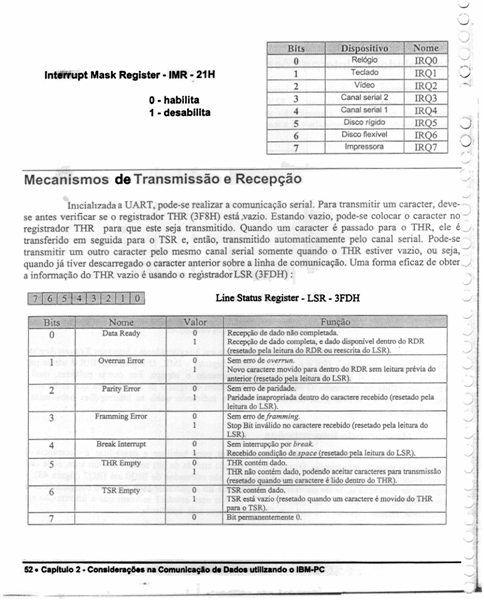 Interrupt Mask Register - IMR - 21H
0 - habilita
1 - desabilita
Bits Dispositivo Nome
0 Relógio IRQ0
1 Teclado IRQ1
2 Vídeo IRQ2
3 Canal serial 2 IRQ3
4 Canal serial 1 IRQ4
5 Disco rígido IRQ5
6 Disco flexível IRQ6
7 Impressora IRQ7
Mecanismos de Transmissão e Recepção
Inicializada a UART, pode-se realizar a comunicação serial. Para transmitir um caracter, deve-
se antes verificar se o registrador THR (3F8H) está vazio. Estando vazio, pode-se colocar o caracter no
registrador THR para que este seja transmitido. Quando um caracter é passado para o THR, ele é
transferido em seguida para o TSR e, então, transmitido automaticamente pelo canal serial. Pode-se
transmitir um outro caracter pelo mesmo canal serial somente quando o THR estiver vazio, ou seja,
quando já tiver descarregado o caracter anterior sobre a linha de comunicação. Uma forma eficaz de obter
a informação do THR vazio é usando o registrador LSR (3FDH) :
7 6 5 4 3 2 1 0
Line Status Register - LSR - 3FDH
Bits Nome Valor Função
0 Data Ready 0 Recepção de dado não completada.
1 Recepção de dado completa, e dado disponível dentro do RDR
(resetado pela leitura do RDR ou reescrita do LSR).
1 Overrun Error 0 Sem erro de overrun.
1 Novo caractere movido para dentro do RDR sem leitura prévia do
anterior (resetado pela leitura do LSR).
2 Parity Error 0 Sem erro de paridade.
1 Paridade inapropriada dentro do caractere recebido (resetado pela
leitura do LSR).
3 Framming Error 0 Sem erro de framming.
1 Stop Bit inválido no caractere recebido (resetado pela leitura do
LSR).
4 Break Interrupt 0 Sem interrupção por break.
1 Recebido condição de space (resetado pela leitura do LSR).
5 THR Empty 0 THR contém dado.
1 THR não contém dado, podendo aceitar caracteres para transmissão
(resetado quando um caractere é lido dentro do THR).
6 TSR Empty 0 TSR contém dado.
1 TSR está vazio (resetado quando um caractere é movido do THR
para o TSR).
7 0 Bit permanentemente 0.
52 • Capítulo 2 - Considerações na Comunicação de Dados utilizando o IBM-PC